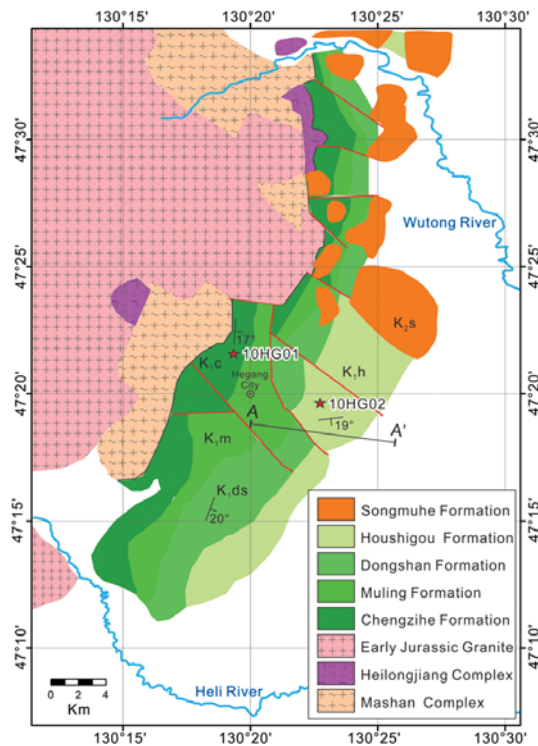 130°15' 130°20' 130°25' 130°30'
47°30'
47°30'
Wutong River
47°25'
47°25'
K₂s
17°
10HG01
K₁c
K₁h
Hegang
City
47°20'
47°20'
10HG02
A
A'
K₁m
19°
K₁ds
20°
47°15'
47°15'
Songmuhe Formation
Houshigou Formation
Dongshan Formation
Muling Formation
Chengzihe Formation
Early Jurassic Granite
Heilongjiang Complex
Mashan Complex
47°10'
47°10'
0 2 4
Km
Heli River
130°15' 130°20' 130°25' 130°30'